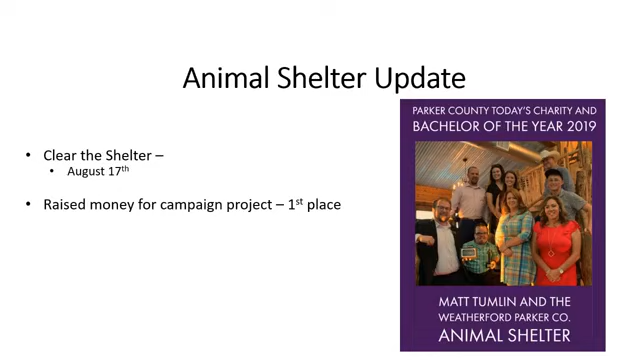 Animal Shelter Update
• Clear the Shelter –
• August 17th
• Raised money for campaign project – 1st place
PARKER COUNTY TODAY'S CHARITY AND
BACHELOR OF THE YEAR 2019
MATT TUMLIN AND THE
WEATHERFORD PARKER CO.
ANIMAL SHELTER